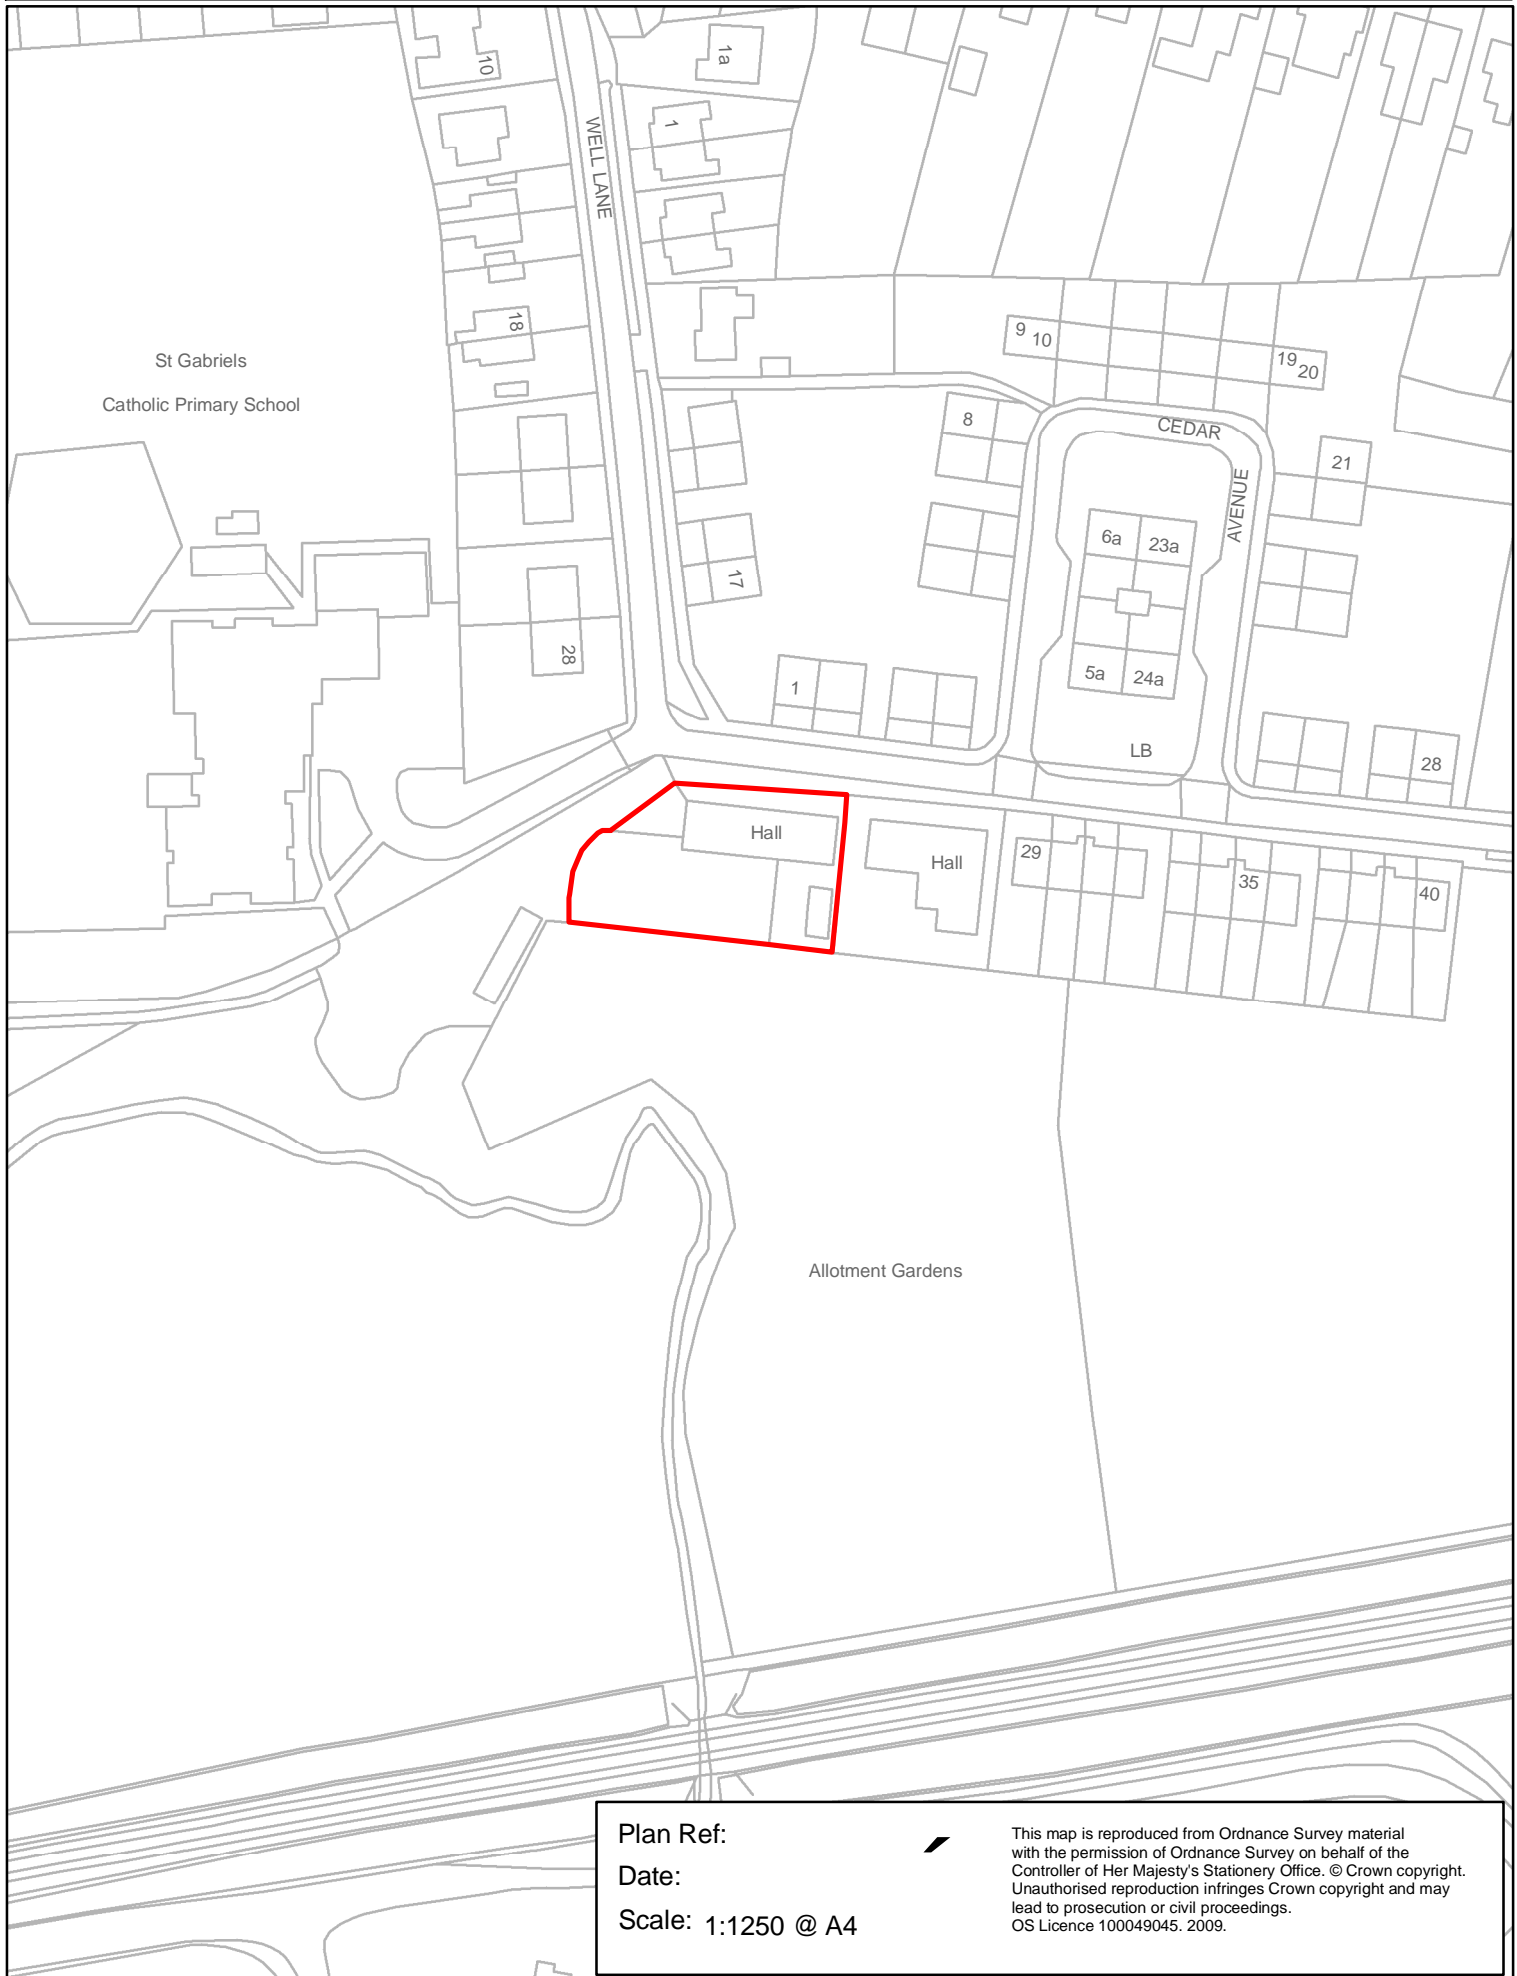 10
1a
1
WELL LANE
18
St Gabriels
Catholic Primary School
9
10
19
20
8
CEDAR
AVENUE
21
6a
23a
17
28
1
5a
24a
LB
28
Hall
Hall
29
35
40
Allotment Gardens
Plan Ref:
Date:
Scale: 1:1250 @ A4
This map is reproduced from Ordnance Survey material
with the permission of Ordnance Survey on behalf of the
Controller of Her Majesty's Stationery Office. © Crown copyright.
Unauthorised reproduction infringes Crown copyright and may
lead to prosecution or civil proceedings.
OS Licence 100049045. 2009.